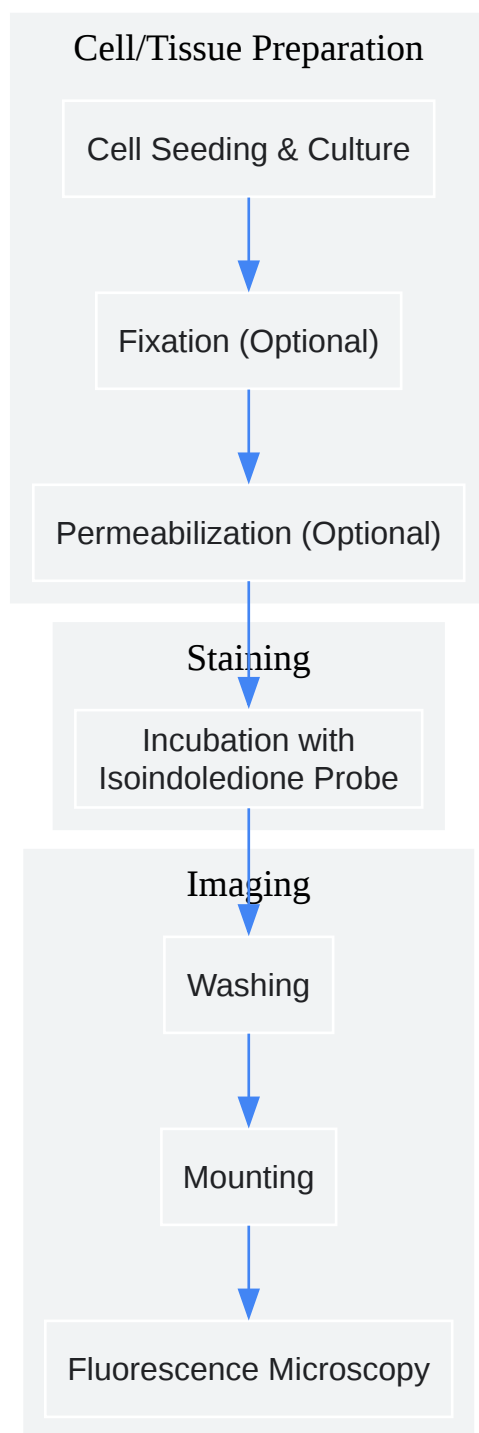 Cell/Tissue Preparation
Cell Seeding & Culture
Fixation (Optional)
Permeabilization (Optional)
Staining
Incubation with
Isoindoledione Probe
Imaging
Washing
Mounting
Fluorescence Microscopy